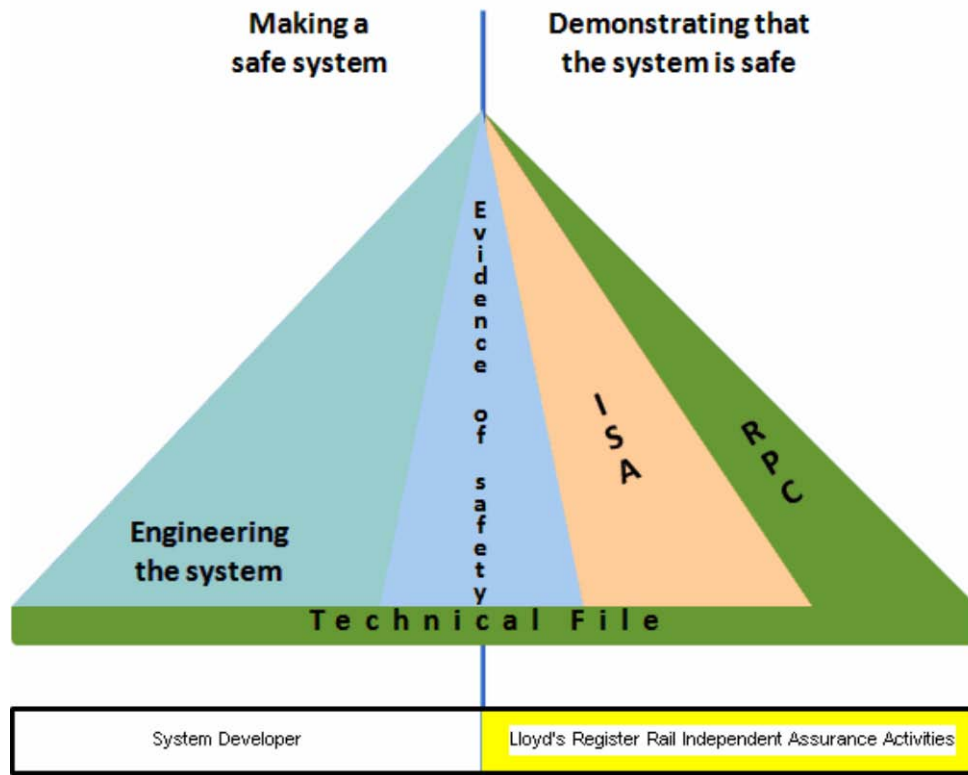 Making a
safe system
Demonstrating that
the system is safe
Evidence of safety
ISA
RPC
Engineering
the system
Technical File
System Developer
Lloyd's Register Rail Independent Assurance Activities